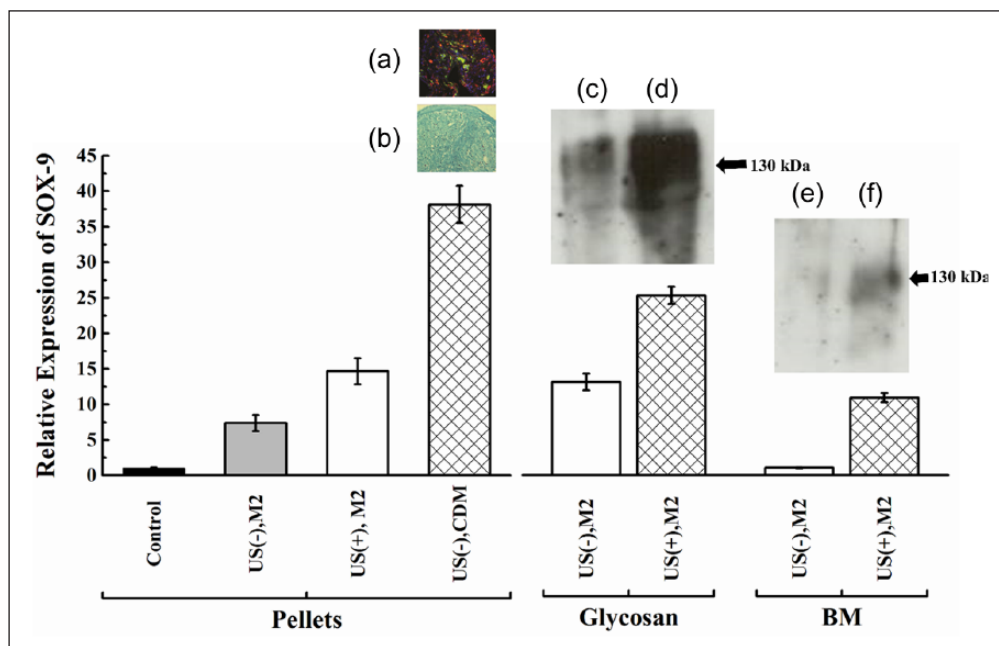 (a)
(b)
(c) (d)
130 kDa
(e) (f)
130 kDa
Relative Expression of SOX-9
45
40
35
30
25
20
15
10
5
0
Control
US(-),M2
US(+), M2
US(-),CDM
US(-),M2
US(+),M2
US(-),M2
US(+),M2
Pellets
Glycosan
BM